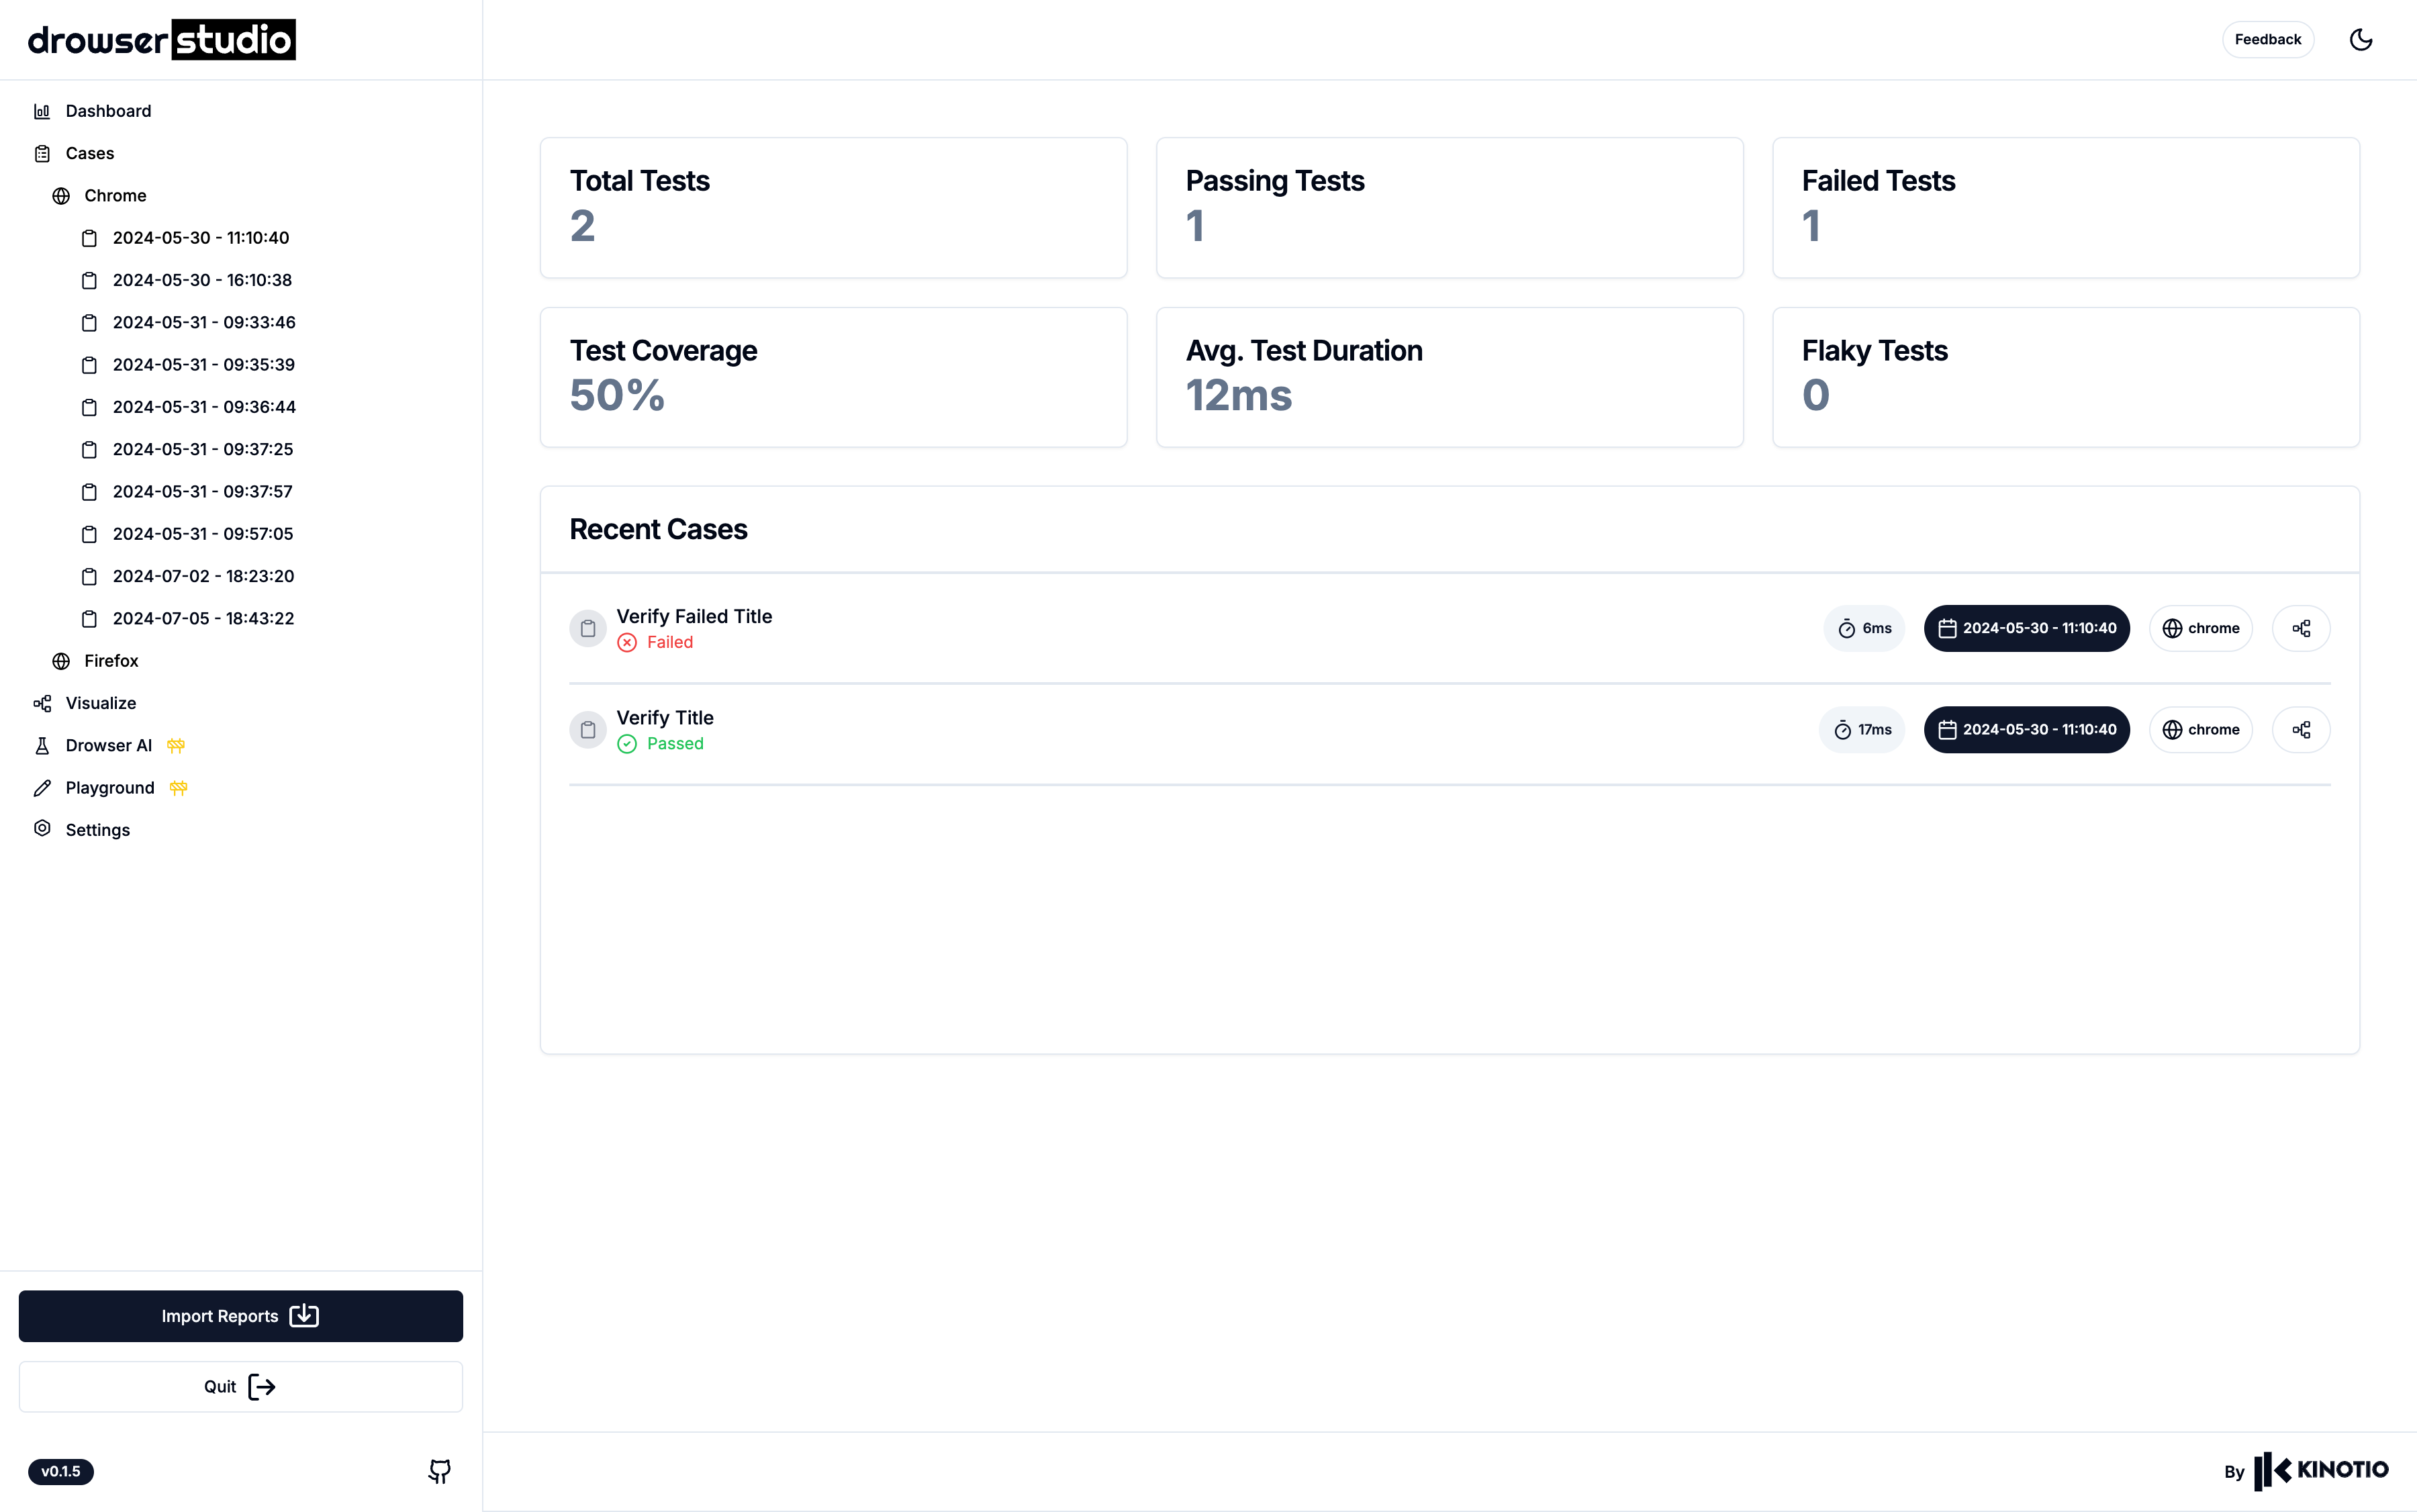 drowser studio
Feedback
Dashboard
Cases
Chrome
2024-05-30 - 11:10:40
2024-05-30 - 16:10:38
2024-05-31 - 09:33:46
2024-05-31 - 09:35:39
2024-05-31 - 09:36:44
2024-05-31 - 09:37:25
2024-05-31 - 09:37:57
2024-05-31 - 09:57:05
2024-07-02 - 18:23:20
2024-07-05 - 18:43:22
Firefox
Visualize
Drowser AI
Playground
Settings
Import Reports
Quit
v0.1.5
Total Tests
2
Passing Tests
1
Failed Tests
1
Test Coverage
50%
Avg. Test Duration
12ms
Flaky Tests
0
Recent Cases
Verify Failed Title
Failed
6ms
2024-05-30 - 11:10:40
chrome
Verify Title
Passed
17ms
2024-05-30 - 11:10:40
chrome
By KINOTIO